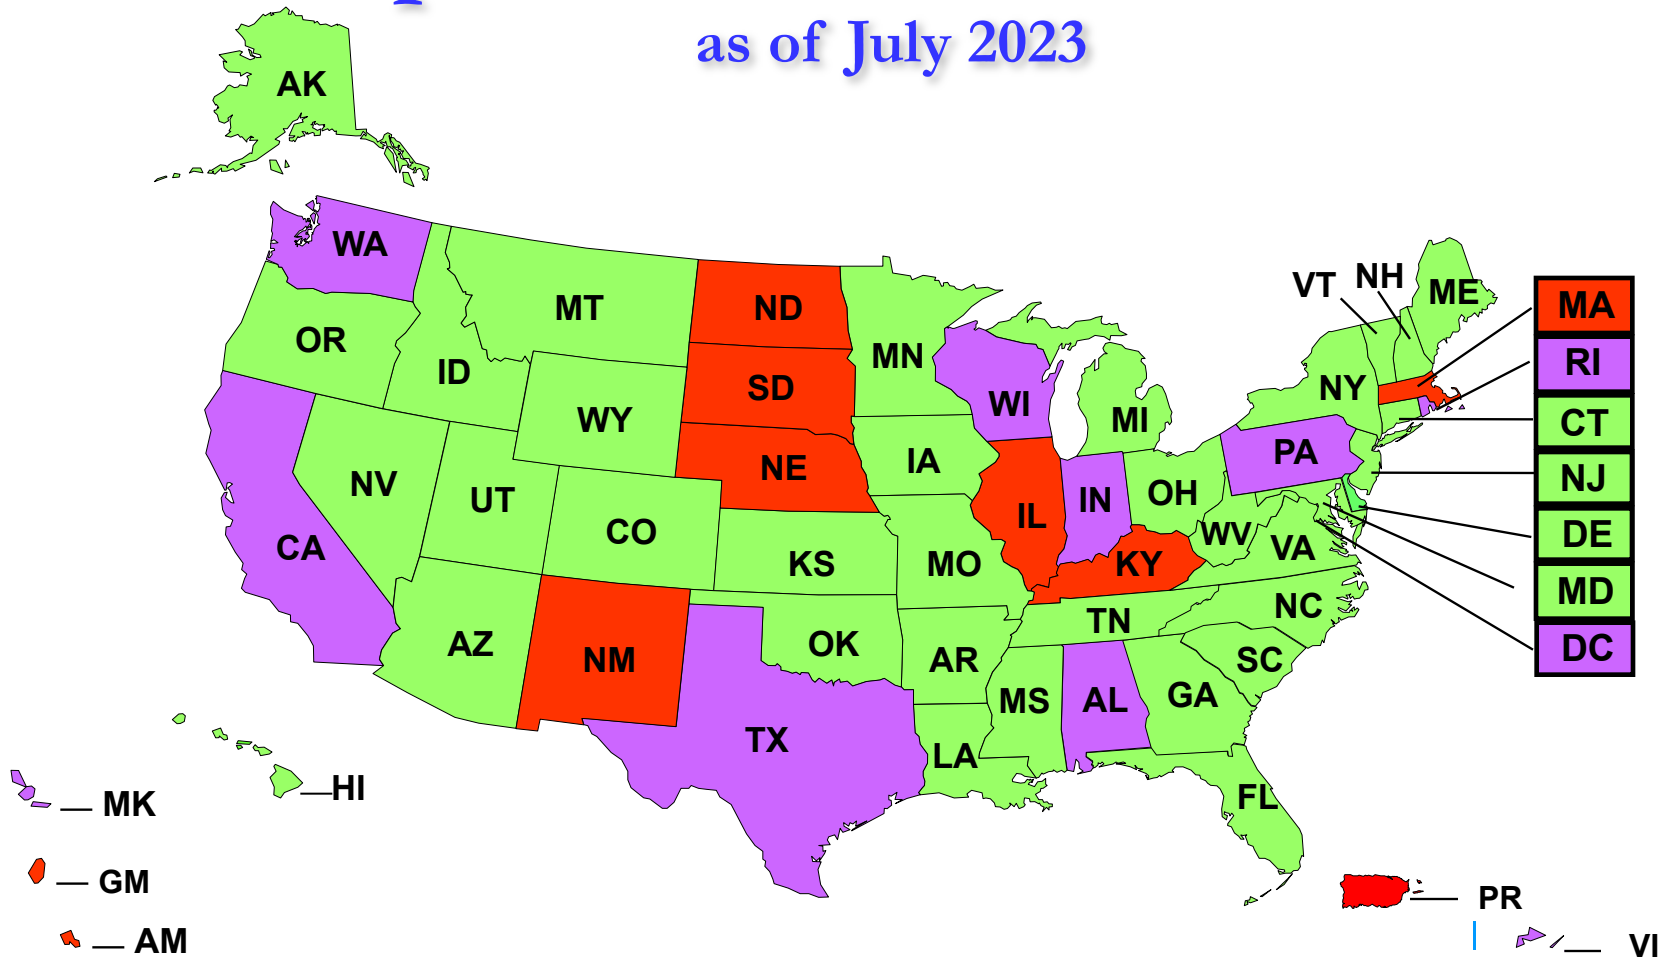 as of July 2023
AK
WA
MT
ND
MN
OR
ID
SD
WI
MI
VT
NH
ME
MA
NY
RI
CT
WY
NE
IA
PA
NJ
NV
UT
CO
IL
IN
OH
DE
CA
KS
MO
KY
WV
VA
MD
DC
AZ
NM
OK
AR
TN
NC
SC
TX
LA
MS
AL
GA
FL
HI
MK
GM
AM
PR
VI